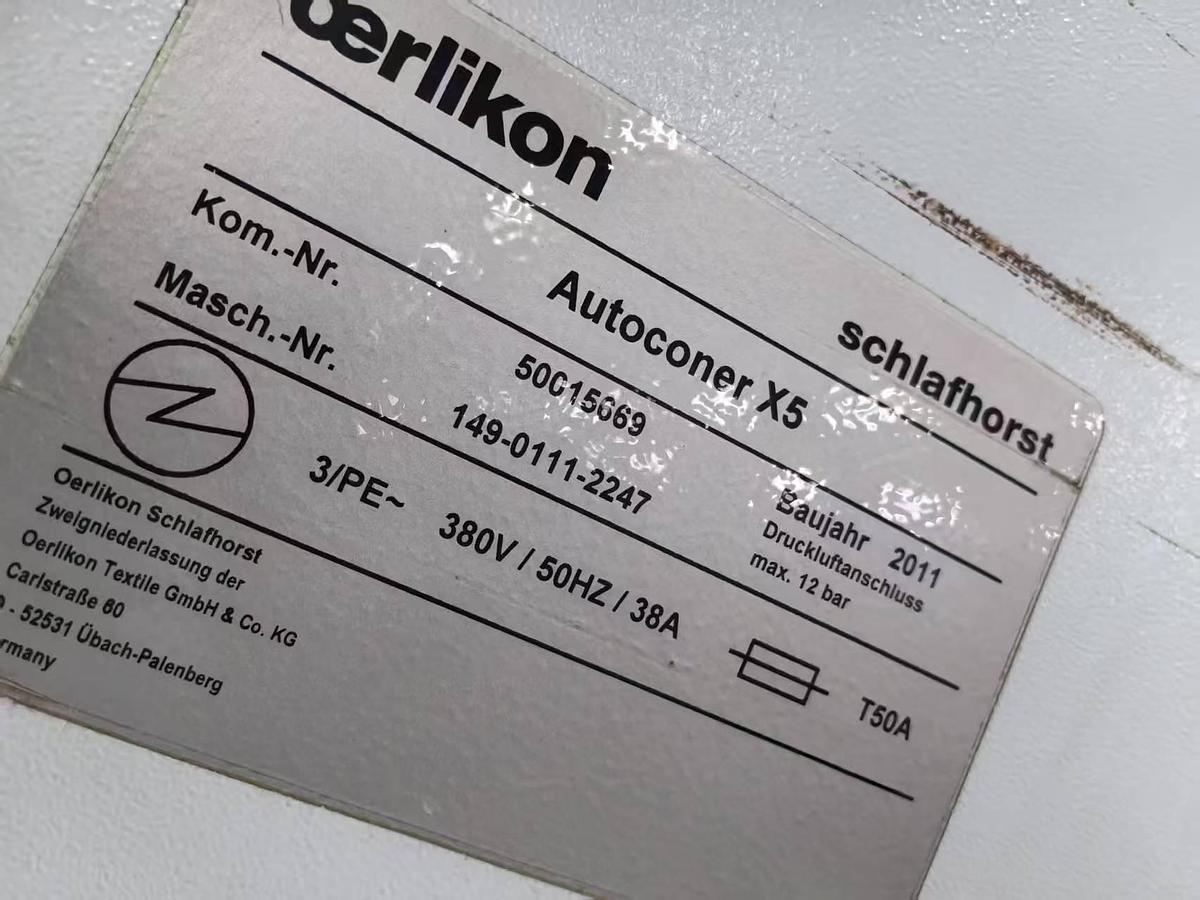 oerlikon
schlafhorst
Autoconer X5
Kom.-Nr. Baujahr 2011
Masch.-Nr. 149-0111-2247 Druckluftanschluss
max. 12 bar
3/PE~ 380V / 50HZ / 38A T50A
Oerlikon Schlafhorst
Zweigniederlassung der
Oerlikon Textile GmbH & Co. KG
Carlstraße 60
- 52531 Übach-Palenberg
rmany